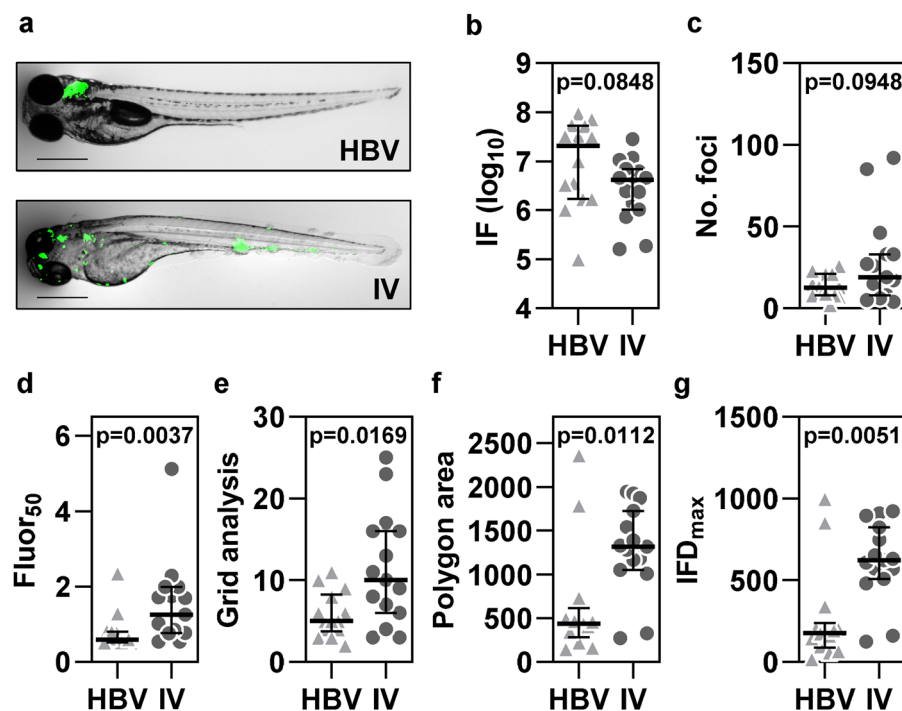 a
HBV
IV
b
IF (log10)
9
8
7
6
5
4
p=0.0848
HBV IV
c
No. foci
150
100
50
0
p=0.0948
HBV IV
d
Fluor50
6
4
2
0
p=0.0037
HBV IV
e
Grid analysis
30
20
10
0
p=0.0169
HBV IV
f
Polygon area
2500
2000
1500
1000
500
0
p=0.0112
HBV IV
g
IFDmax
1500
1000
500
0
p=0.0051
HBV IV